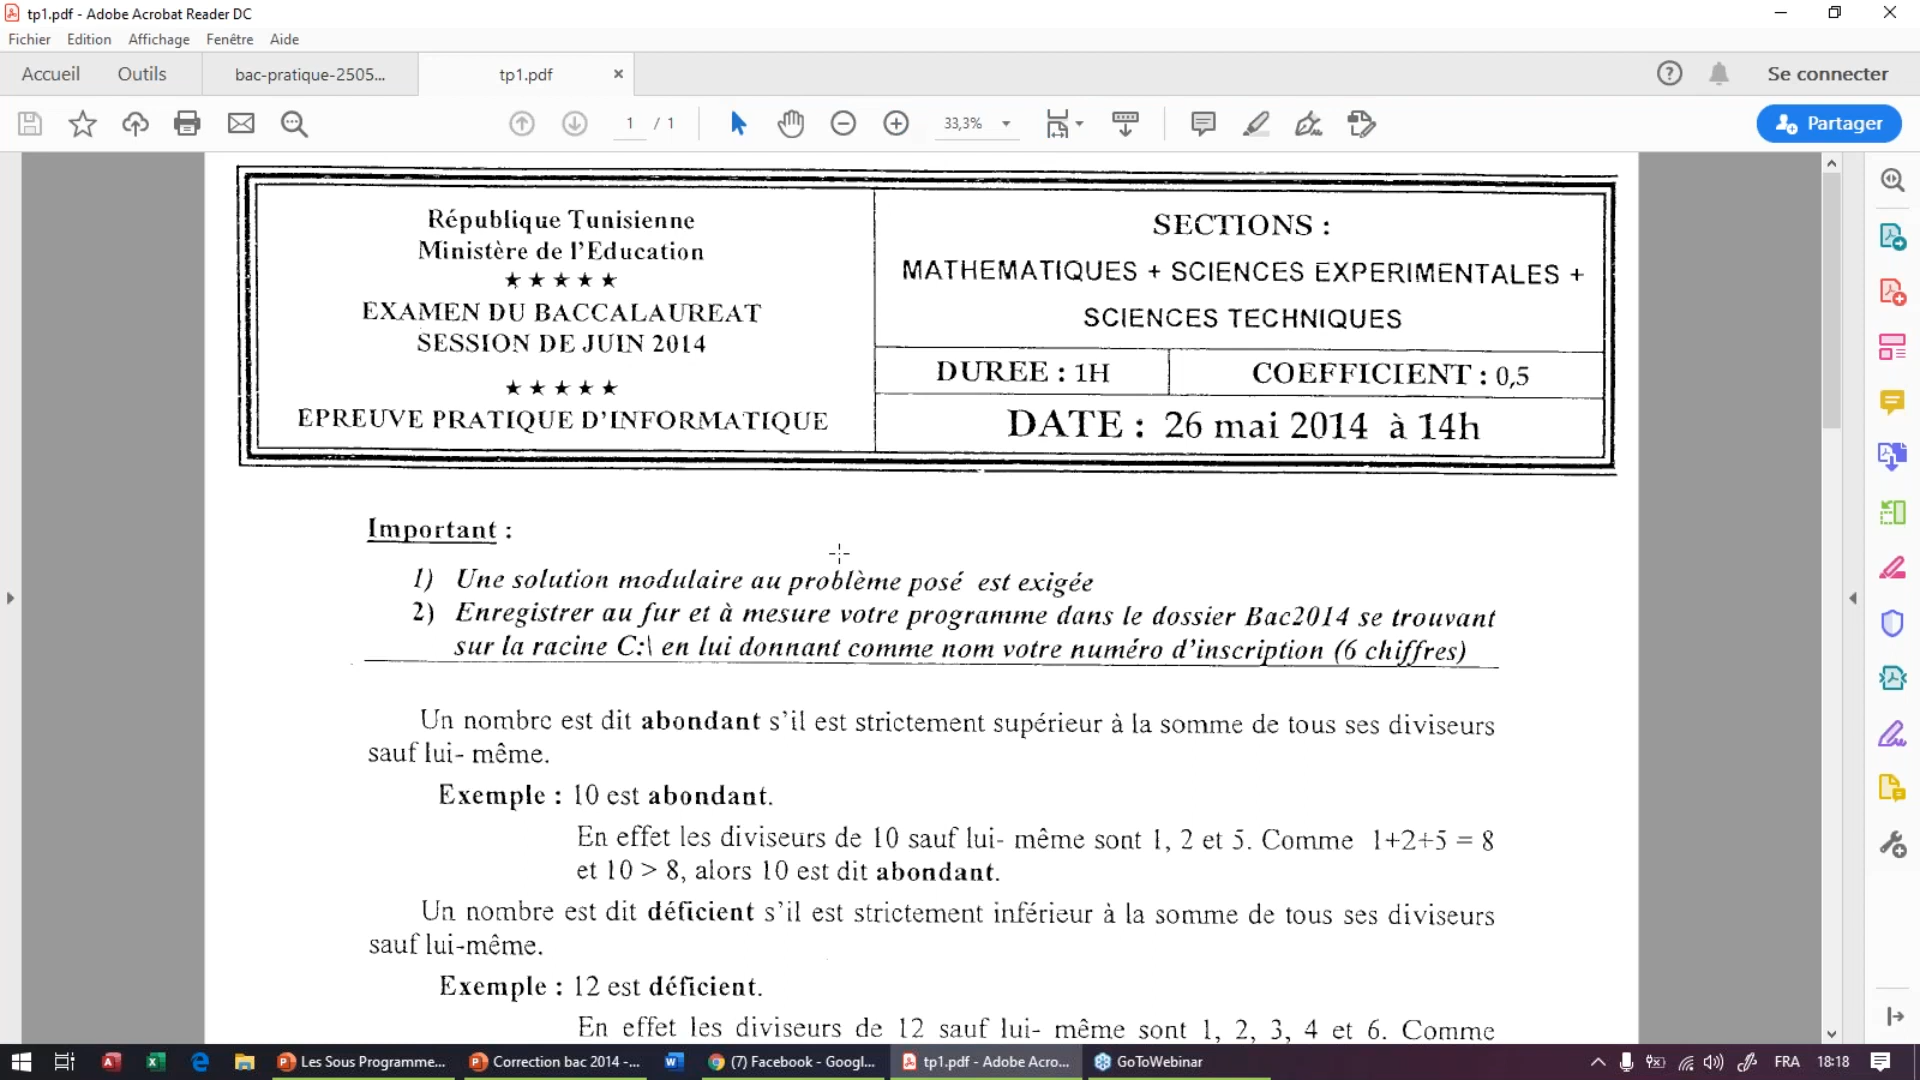 tp1.pdf - Adobe Acrobat Reader DC
Fichier Edition Affichage Fenêtre Aide
Accueil Outils bac-pratique-2505... tp1.pdf Se connecter
1 / 1 33,3% Partager
République Tunisienne
Ministère de l'Education
★★★★★
EXAMEN DU BACCALAUREAT
SESSION DE JUIN 2014
★★★★★
EPREUVE PRATIQUE D'INFORMATIQUE
SECTIONS :
MATHEMATIQUES + SCIENCES EXPERIMENTALES +
SCIENCES TECHNIQUES
DUREE : 1H COEFFICIENT : 0,5
DATE : 26 mai 2014 à 14h
Important :
1) Une solution modulaire au problème posé est exigée
2) Enregistrer au fur et à mesure votre programme dans le dossier Bac2014 se trouvant
sur la racine C:\ en lui donnant comme nom votre numéro d'inscription (6 chiffres)
Un nombre est dit abondant s'il est strictement supérieur à la somme de tous ses diviseurs
sauf lui- même.
Exemple : 10 est abondant.
En effet les diviseurs de 10 sauf lui- même sont 1, 2 et 5. Comme 1+2+5 = 8
et 10 > 8, alors 10 est dit abondant.
Un nombre est dit déficient s'il est strictement inférieur à la somme de tous ses diviseurs
sauf lui-même.
Exemple : 12 est déficient.
En effet les diviseurs de 12 sauf lui- même sont 1, 2, 3, 4 et 6. Comme
Les Sous Programme... Correction bac 2014 -... (7) Facebook - Googl... tp1.pdf - Adobe Acro... GoToWebinar FRA 18:18